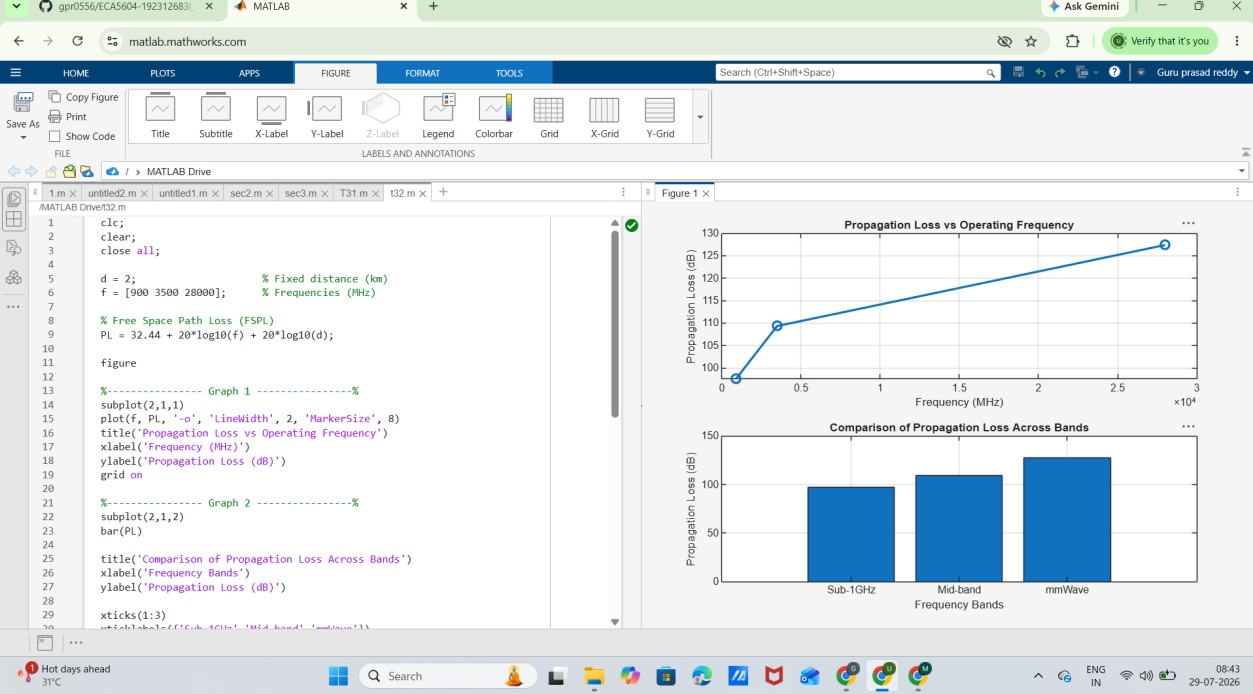 gpr0556/ECA5604-192312683
MATLAB
Ask Gemini
matlab.mathworks.com
Verify that it's you
HOME
PLOTS
APPS
FIGURE
FORMAT
TOOLS
Search (Ctrl+Shift+Space)
Guru prasad reddy
Save As
Copy Figure
Print
Show Code
FILE
Title
Subtitle
X-Label
Y-Label
Z-Label
Legend
Colorbar
Grid
X-Grid
Y-Grid
LABELS AND ANNOTATIONS
/ › MATLAB Drive
1.m
untitled2.m
untitled1.m
sec2.m
sec3.m
T31.m
t32.m
Figure 1
/MATLAB Drive/t32.m
1 clc;
2 clear;
3 close all;
4
5 d = 2; % Fixed distance (km)
6 f = [900 3500 28000]; % Frequencies (MHz)
7
8 % Free Space Path Loss (FSPL)
9 PL = 32.44 + 20*log10(f) + 20*log10(d);
10
11 figure
12
13 %--------------- Graph 1 ---------------%
14 subplot(2,1,1)
15 plot(f, PL, '-o', 'LineWidth', 2, 'MarkerSize', 8)
16 title('Propagation Loss vs Operating Frequency')
17 xlabel('Frequency (MHz)')
18 ylabel('Propagation Loss (dB)')
19 grid on
20
21 %--------------- Graph 2 ---------------%
22 subplot(2,1,2)
23 bar(PL)
24
25 title('Comparison of Propagation Loss Across Bands')
26 xlabel('Frequency Bands')
27 ylabel('Propagation Loss (dB)')
28
29 xticks(1:3)
30 xticklabels({'Sub-1GHz','Mid-band','mmWave'})
Propagation Loss vs Operating Frequency
Propagation Loss (dB)
130
125
120
115
110
105
100
0 0.5 1 1.5 2 2.5 3
×10⁴
Frequency (MHz)
Comparison of Propagation Loss Across Bands
Propagation Loss (dB)
150
100
50
0
Sub-1GHz Mid-band mmWave
Frequency Bands
1
Hot days ahead
31°C
Search
G
U
M
ENG
IN
08:43
29-07-2026